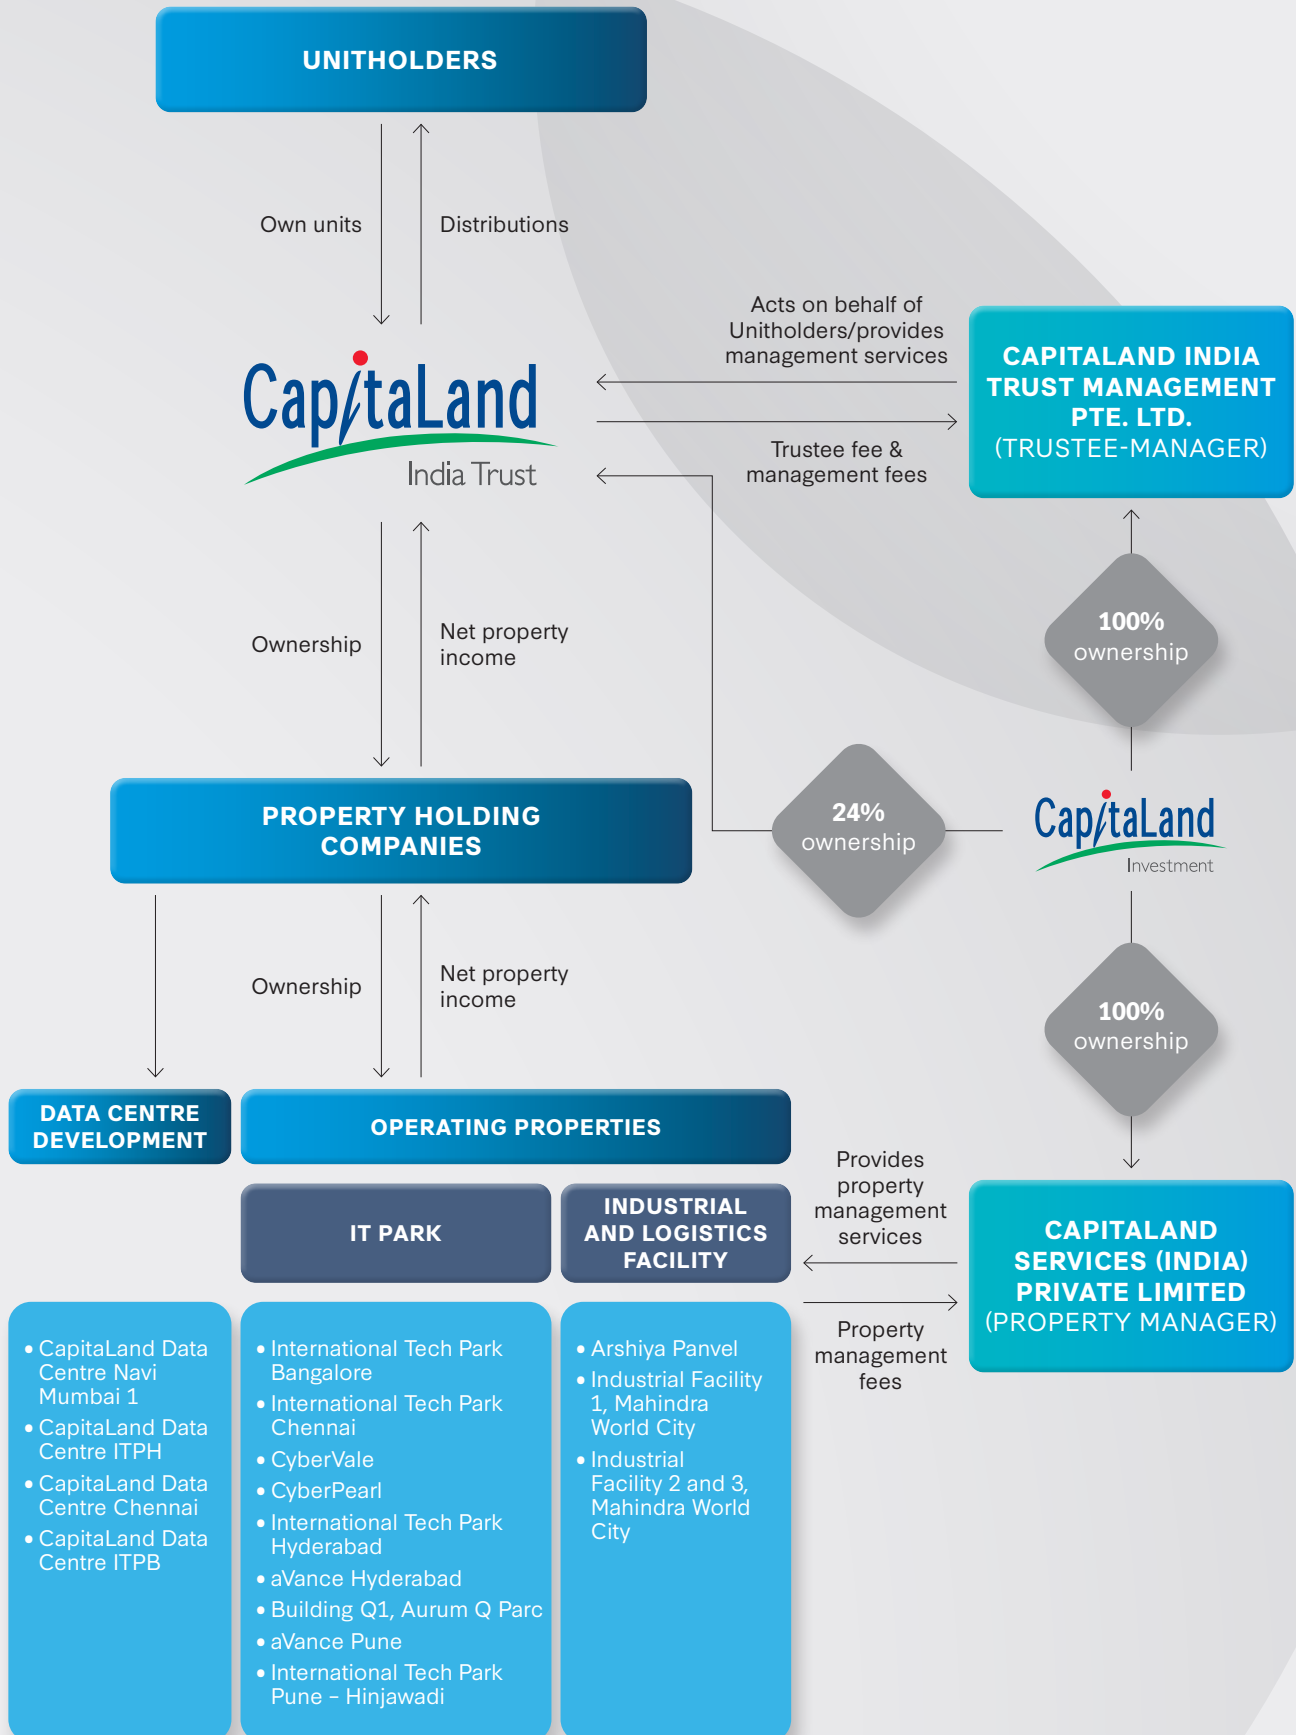 UNITHOLDERS
Own units
Distributions
CapitaLand
India Trust
Acts on behalf of
Unitholders/provides
management services
Trustee fee &
management fees
CAPITALAND INDIA
TRUST MANAGEMENT
PTE. LTD.
(TRUSTEE-MANAGER)
100%
ownership
Ownership
Net property
income
PROPERTY HOLDING
COMPANIES
24%
ownership
CapitaLand
Investment
100%
ownership
Ownership
Net property
income
DATA CENTRE
DEVELOPMENT
OPERATING PROPERTIES
IT PARK
INDUSTRIAL
AND LOGISTICS
FACILITY
Provides
property
management
services
Property
management
fees
CAPITALAND
SERVICES (INDIA)
PRIVATE LIMITED
(PROPERTY MANAGER)
• CapitaLand Data
Centre Navi
Mumbai 1
• CapitaLand Data
Centre ITPH
• CapitaLand Data
Centre Chennai
• CapitaLand Data
Centre ITPB
• International Tech Park
Bangalore
• International Tech Park
Chennai
• CyberVale
• CyberPearl
• International Tech Park
Hyderabad
• aVance Hyderabad
• Building Q1, Aurum Q Parc
• aVance Pune
• International Tech Park
Pune – Hinjawadi
• Arshiya Panvel
• Industrial Facility
1, Mahindra
World City
• Industrial
Facility 2 and 3,
Mahindra World
City